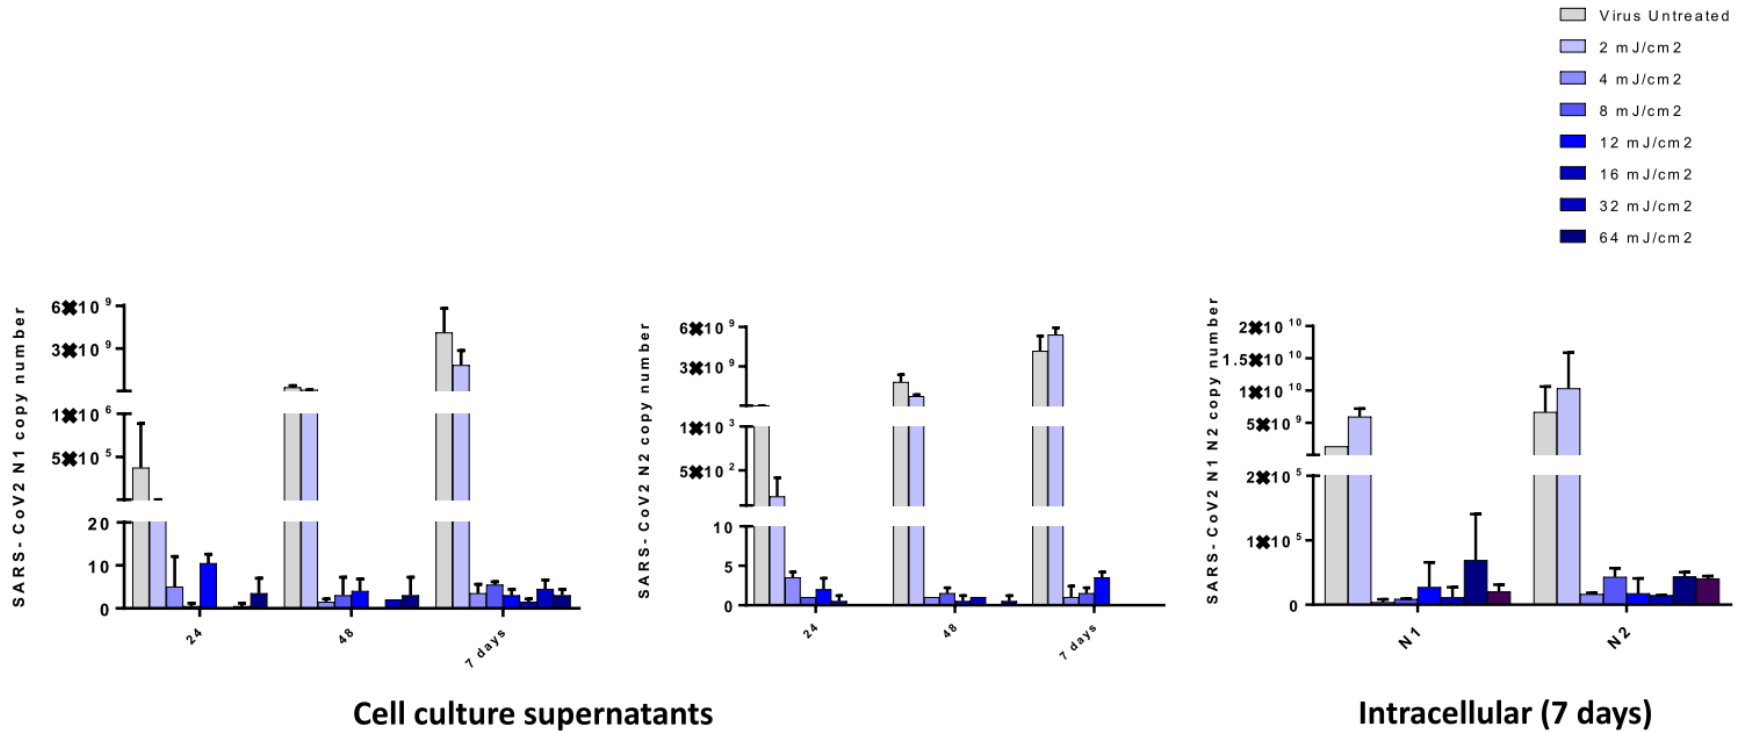 Virus Untreated
2 mJ/cm2
4 mJ/cm2
8 mJ/cm2
12 mJ/cm2
16 mJ/cm2
32 mJ/cm2
64 mJ/cm2
SARS-CoV2 N1 copy number
6✖10 9
3✖10 9
1✖10 6
5✖10 5
20
10
0
24
48
7 days
SARS-CoV2 N2 copy number
6✖10 9
3✖10 9
1✖10 3
5✖10 2
10
5
0
24
48
7 days
SARS-CoV2 N1 N2 copy number
2✖10 10
1.5✖10 10
1✖10 10
5✖10 9
2✖10 5
1✖10 5
0
N1
N2
Cell culture supernatants
Intracellular (7 days)